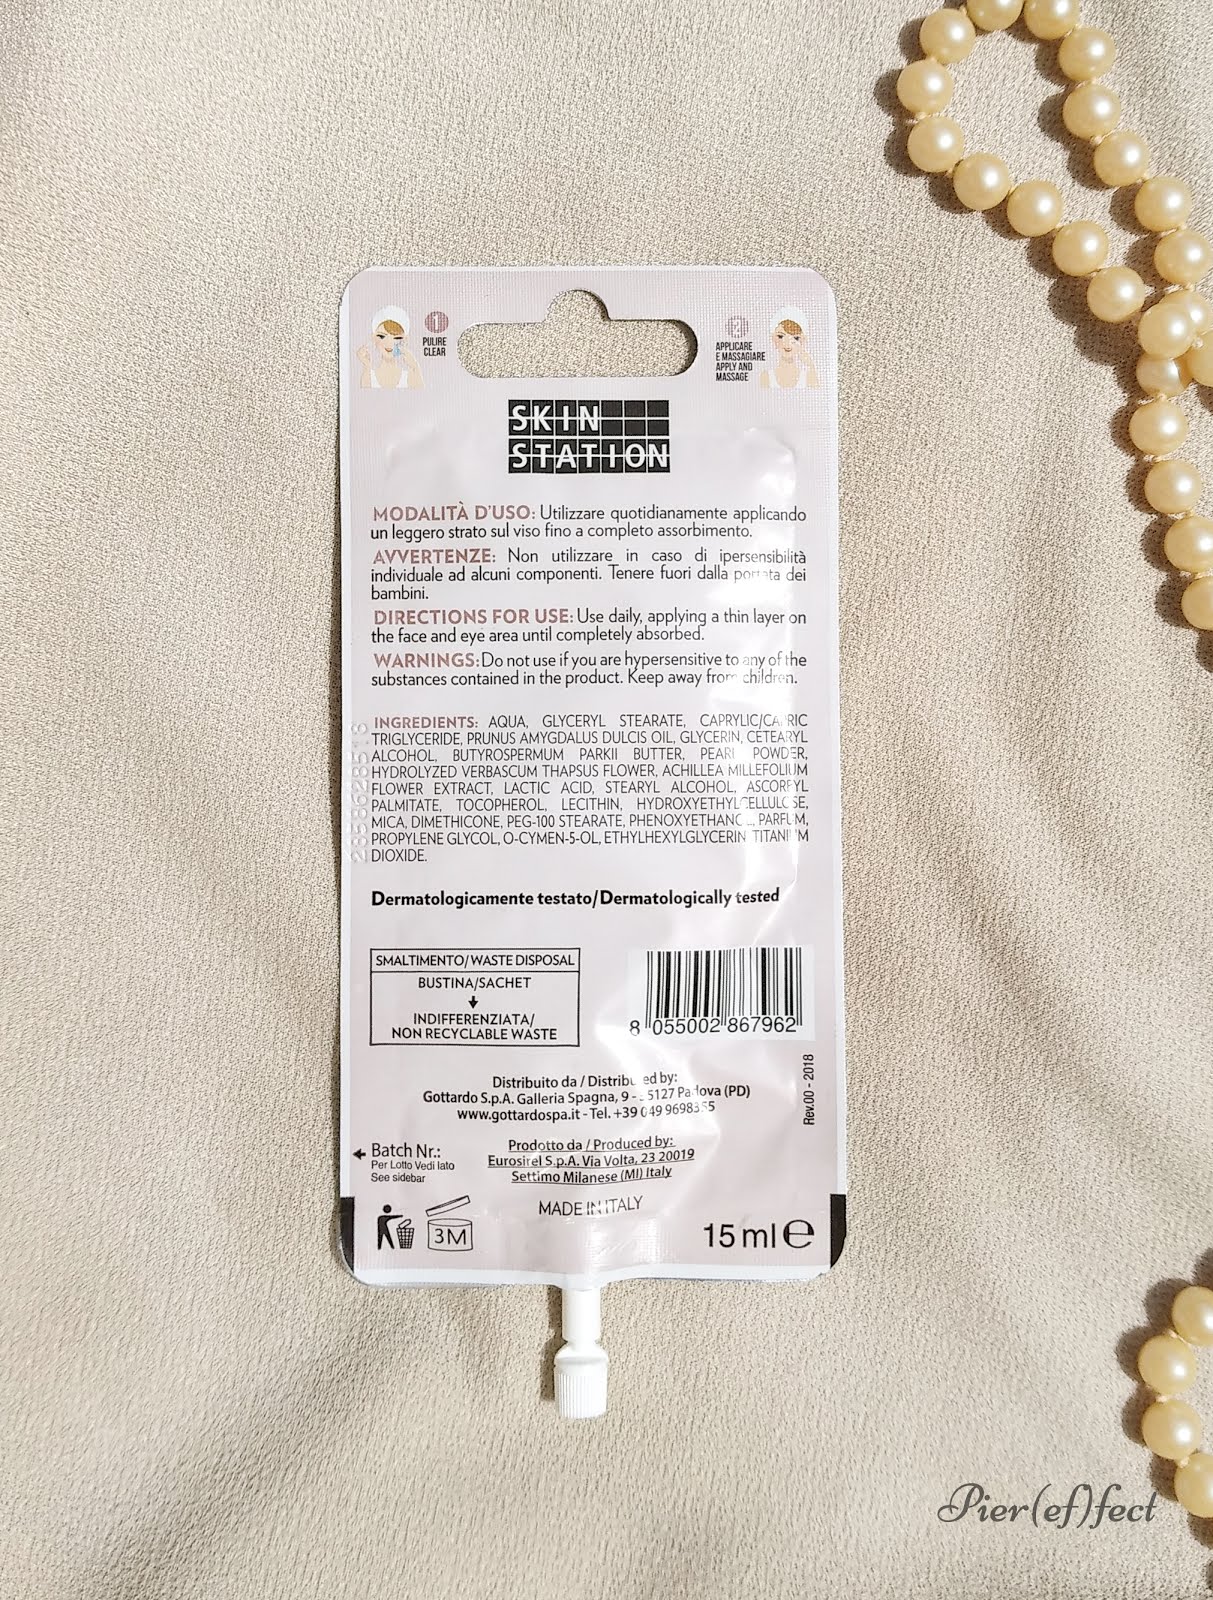 1
PULIRE
CLEAR
2
APPLICARE
E MASSAGIARE
APPLY AND
MASSAGE
SKIN
STATION
MODALITÀ D'USO: Utilizzare quotidianamente applicando
un leggero strato sul viso fino a completo assorbimento.
AVVERTENZE: Non utilizzare in caso di ipersensibilità
individuale ad alcuni componenti. Tenere fuori dalla portata dei
bambini.
DIRECTIONS FOR USE: Use daily, applying a thin layer on
the face and eye area until completely absorbed.
WARNINGS: Do not use if you are hypersensitive to any of the
substances contained in the product. Keep away from children.
INGREDIENTS: AQUA, GLYCERYL STEARATE, CAPRYLIC/CAPRIC
TRIGLYCERIDE, PRUNUS AMYGDALUS DULCIS OIL, GLYCERIN, CETEARYL
ALCOHOL, BUTYROSPERMUM PARKII BUTTER, PEARL POWDER,
HYDROLYZED VERBASCUM THAPSUS FLOWER, ACHILLEA MILLEFOLIUM
FLOWER EXTRACT, LACTIC ACID, STEARYL ALCOHOL, ASCORBYL
PALMITATE, TOCOPHEROL, LECITHIN, HYDROXYETHYLCELLULOSE,
MICA, DIMETHICONE, PEG-100 STEARATE, PHENOXYETHANOL, PARFUM,
PROPYLENE GLYCOL, O-CYMEN-5-OL, ETHYLHEXYLGLYCERIN TITANIUM
DIOXIDE.
Dermatologicamente testato/Dermatologically tested
SMALTIMENTO/WASTE DISPOSAL
BUSTINA/SACHET
INDIFFERENZIATA/
NON RECYCLABLE WASTE
8 055002 867962
Rev.00 - 2018
Distribuito da / Distributed by:
Gottardo S.p.A. Galleria Spagna, 9 - Padova (PD)
www.gottardospa.it - Tel. +39 049 9698355
Batch Nr.:
Per Lotto Vedi lato
See sidebar
Prodotto da / Produced by:
Eurosirel S.p.A. Via Volta, 23 20019
Settimo Milanese (MI) Italy
MADE IN ITALY
3M
15 ml e
Pier(ef)fect